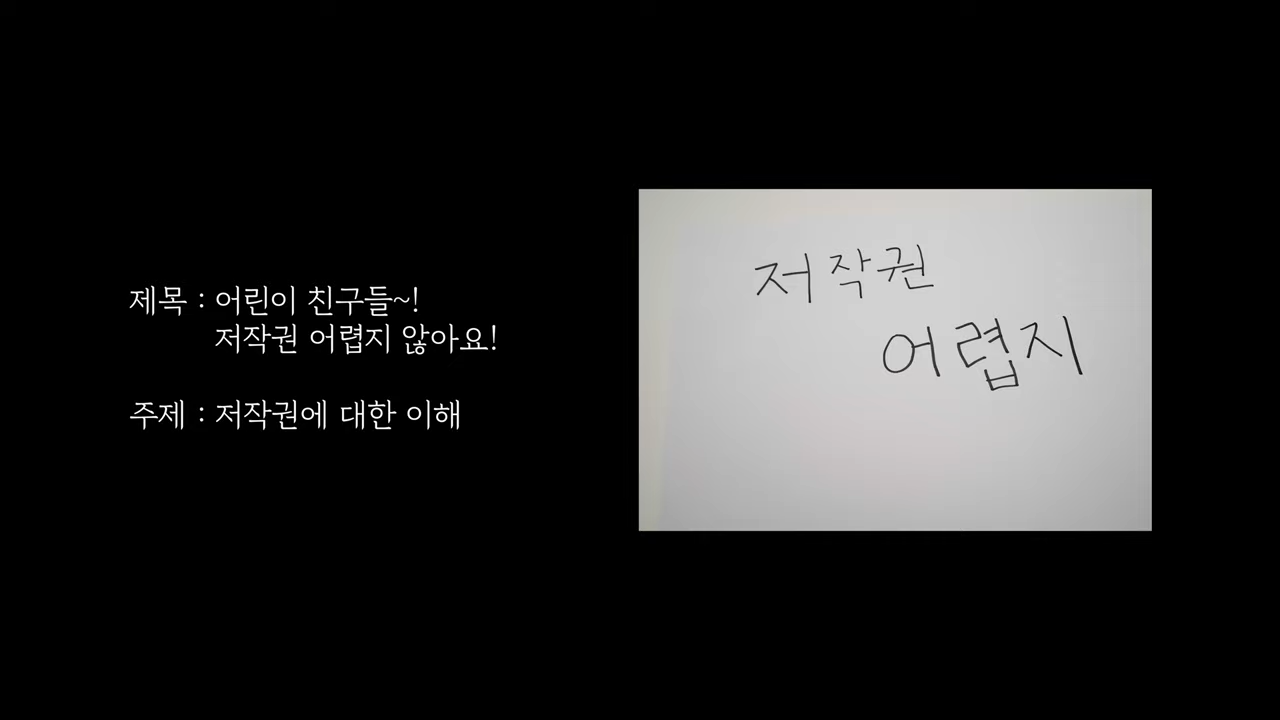 제목 : 어린이 친구들~!
저작권 어렵지 않아요!
주제 : 저작권에 대한 이해
저작권
어렵지